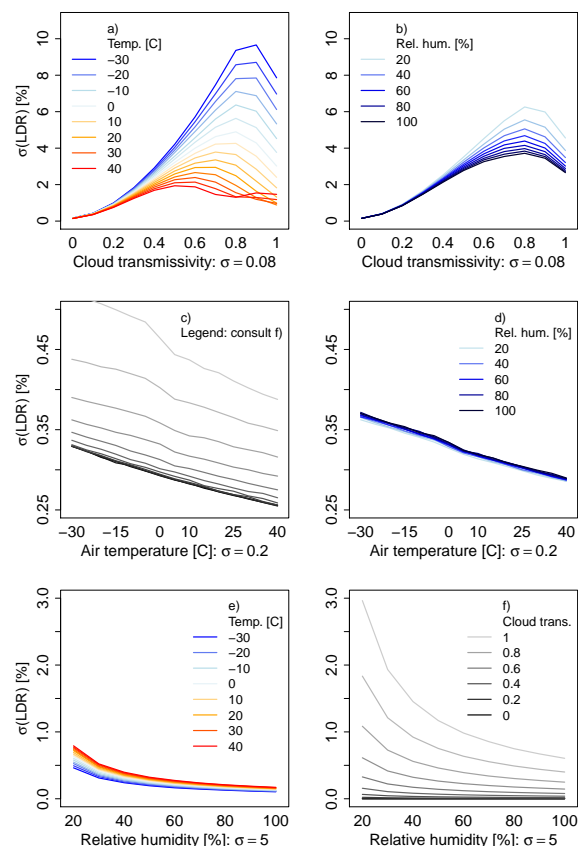 a)
Temp. [C]
−30
−20
−10
0
10
20
30
40
σ(LDR) [%]
0
2
4
6
8
10
0 0.2 0.4 0.6 0.8 1
Cloud transmissivity: σ = 0.08
b)
Rel. hum. [%]
20
40
60
80
100
0
2
4
6
8
10
0 0.2 0.4 0.6 0.8 1
Cloud transmissivity: σ = 0.08
c)
Legend: consult f)
σ(LDR) [%]
0.25
0.35
0.45
−30 −15 0 10 25 40
Air temperature [C]: σ = 0.2
d)
Rel. hum. [%]
20
40
60
80
100
0.25
0.35
0.45
−30 −15 0 10 25 40
Air temperature [C]: σ = 0.2
e)
Temp. [C]
−30
−20
−10
0
10
20
30
40
σ(LDR) [%]
0.0
1.0
2.0
3.0
20 40 60 80 100
Relative humidity [%]: σ = 5
f)
Cloud trans.
1
0.8
0.6
0.4
0.2
0
0.0
1.0
2.0
3.0
20 40 60 80 100
Relative humidity [%]: σ = 5